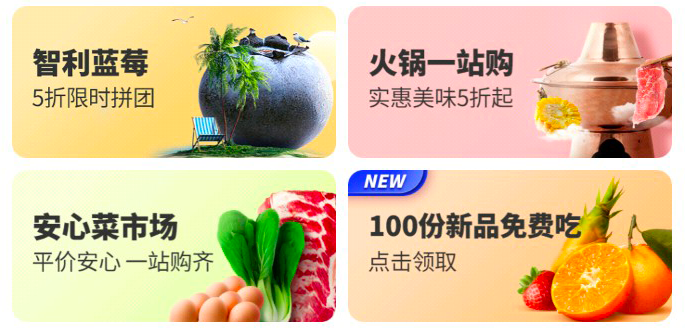 智利蓝莓
5折限时拼团
火锅一站购
实惠美味5折起
安心菜市场
平价安心 一站购齐
NEW
100份新品免费吃
点击领取